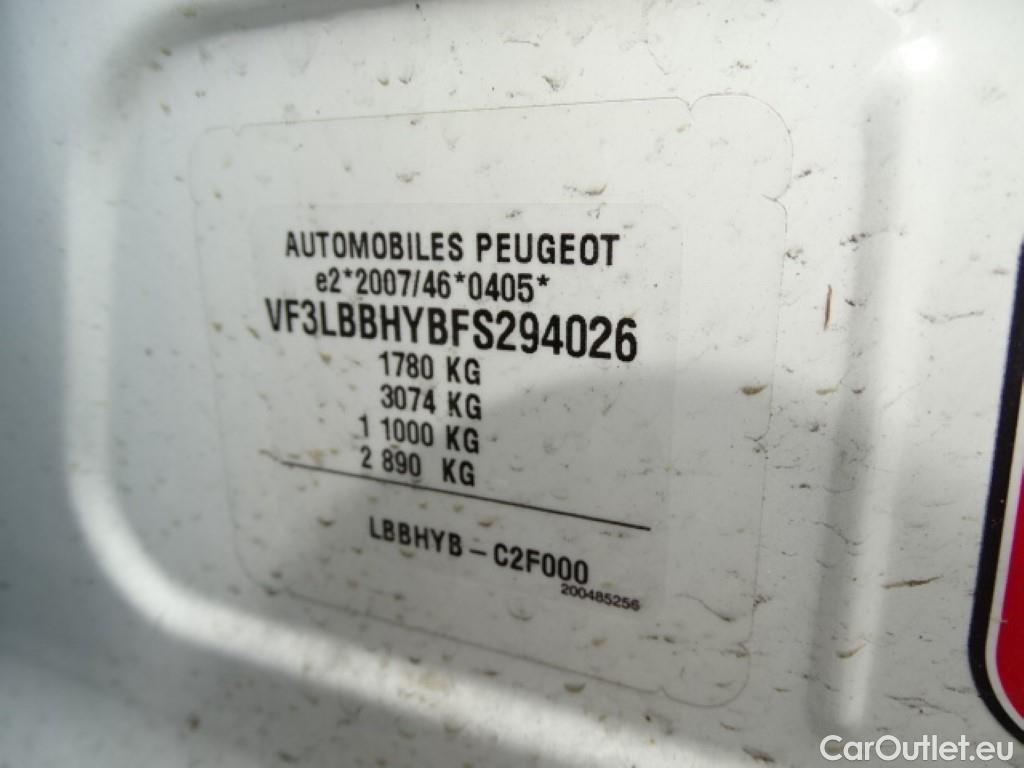 AUTOMOBILES PEUGEOT
e2*2007/46*0405*
VF3LBBHYBFS294026
1780 KG
3074 KG
1 1000 KG
2 890 KG
LBBHYB - C2F000
200485256
CarOutlet.eu